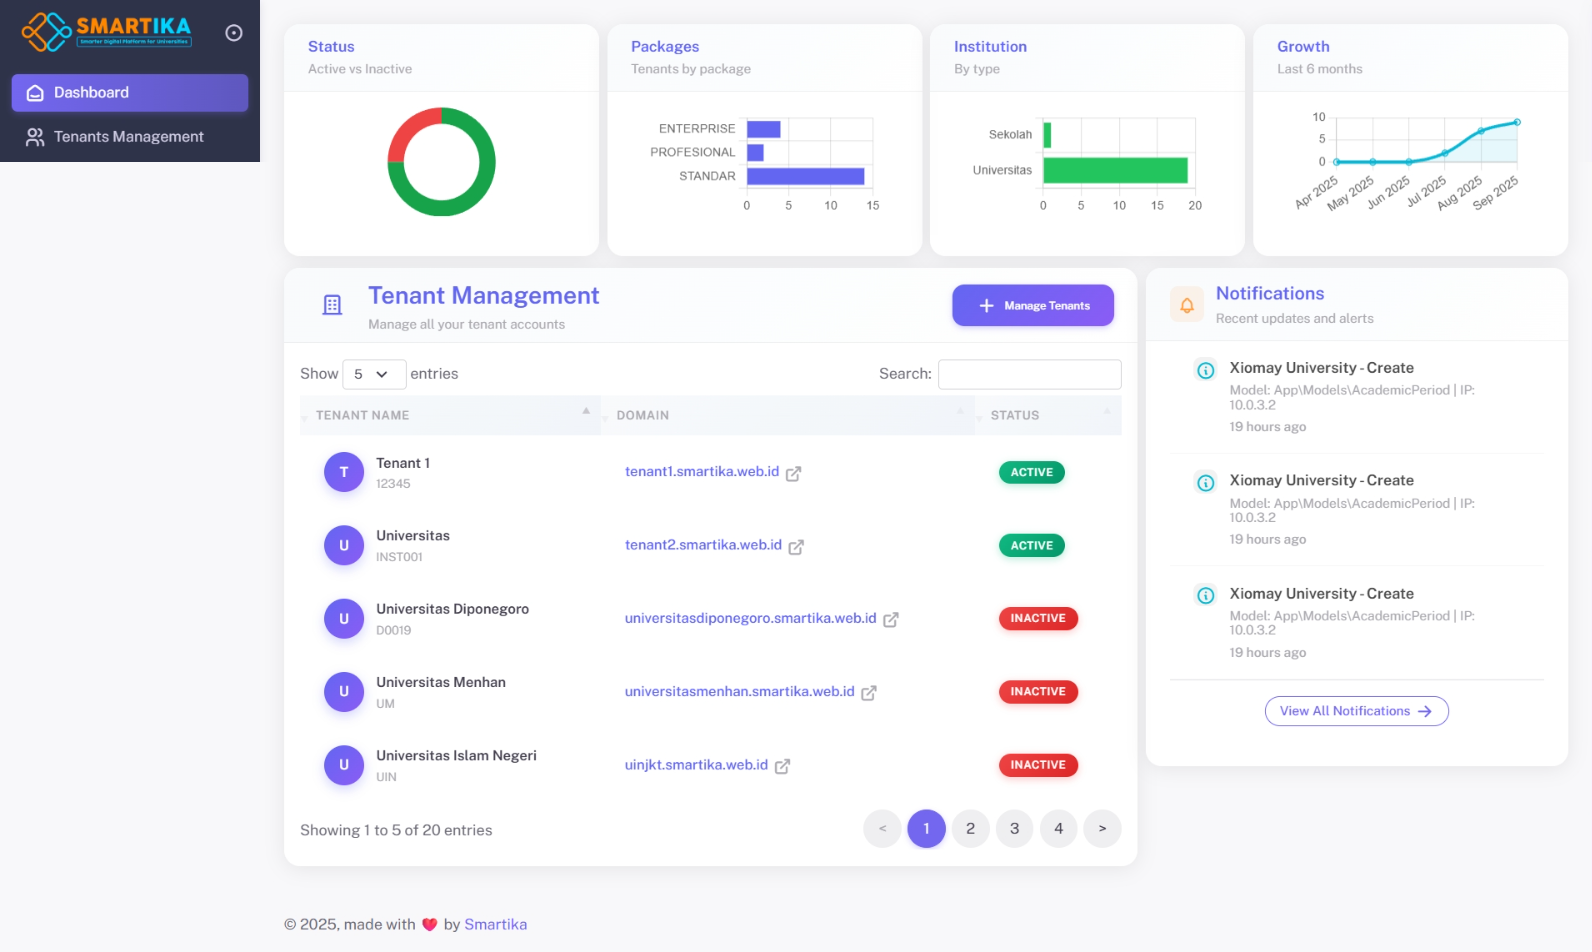 SMARTIKA
Smarter Digital Platform for Universities
Dashboard
Tenants Management
Status
Active vs Inactive
Packages
Tenants by package
ENTERPRISE
PROFESIONAL
STANDAR
0 5 10 15
Institution
By type
Sekolah
Universitas
0 5 10 15 20
Growth
Last 6 months
10
5
0
Apr 2025 May 2025 Jun 2025 Jul 2025 Aug 2025 Sep 2025
Tenant Management
Manage all your tenant accounts
+ Manage Tenants
Show 5 entries
Search:
TENANT NAME DOMAIN STATUS
T Tenant 1 tenant1.smartika.web.id ACTIVE
12345
U Universitas tenant2.smartika.web.id ACTIVE
INST001
U Universitas Diponegoro universitasdiponegoro.smartika.web.id INACTIVE
D0019
U Universitas Menhan universitasmenhan.smartika.web.id INACTIVE
UM
U Universitas Islam Negeri uinjkt.smartika.web.id INACTIVE
UIN
Showing 1 to 5 of 20 entries
< 1 2 3 4 >
Notifications
Recent updates and alerts
Xiomay University - Create
Model: App\Models\AcademicPeriod | IP:
10.0.3.2
19 hours ago
Xiomay University - Create
Model: App\Models\AcademicPeriod | IP:
10.0.3.2
19 hours ago
Xiomay University - Create
Model: App\Models\AcademicPeriod | IP:
10.0.3.2
19 hours ago
View All Notifications →
© 2025, made with ❤️ by Smartika